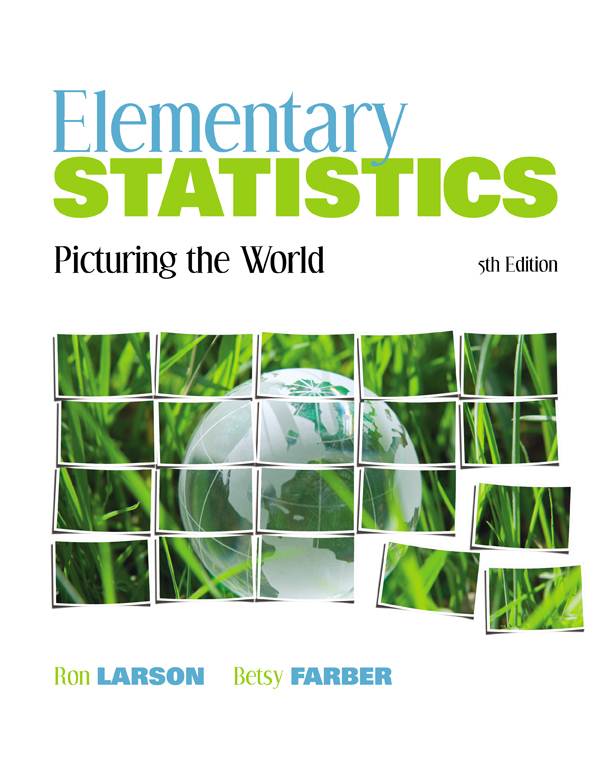 Elementary
STATISTICS
Picturing the World
5th Edition
Ron LARSON Betsy FARBER